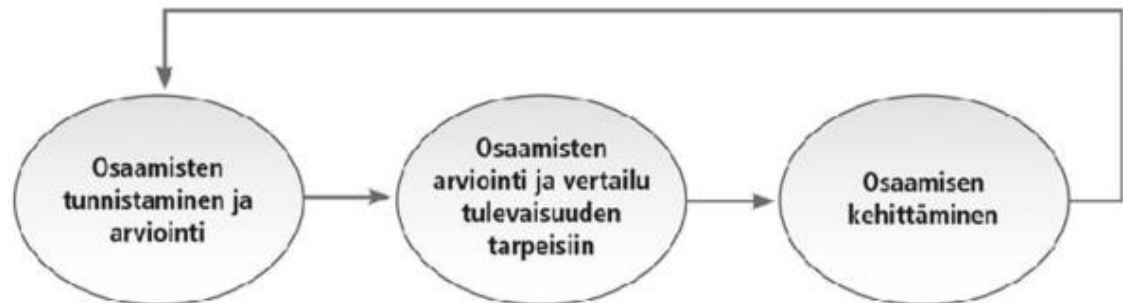 Osaamisten
tunnistaminen ja
arviointi
Osaamisten
arviointi ja vertailu
tulevaisuuden
tarpeisiin
Osaamisen
kehittäminen